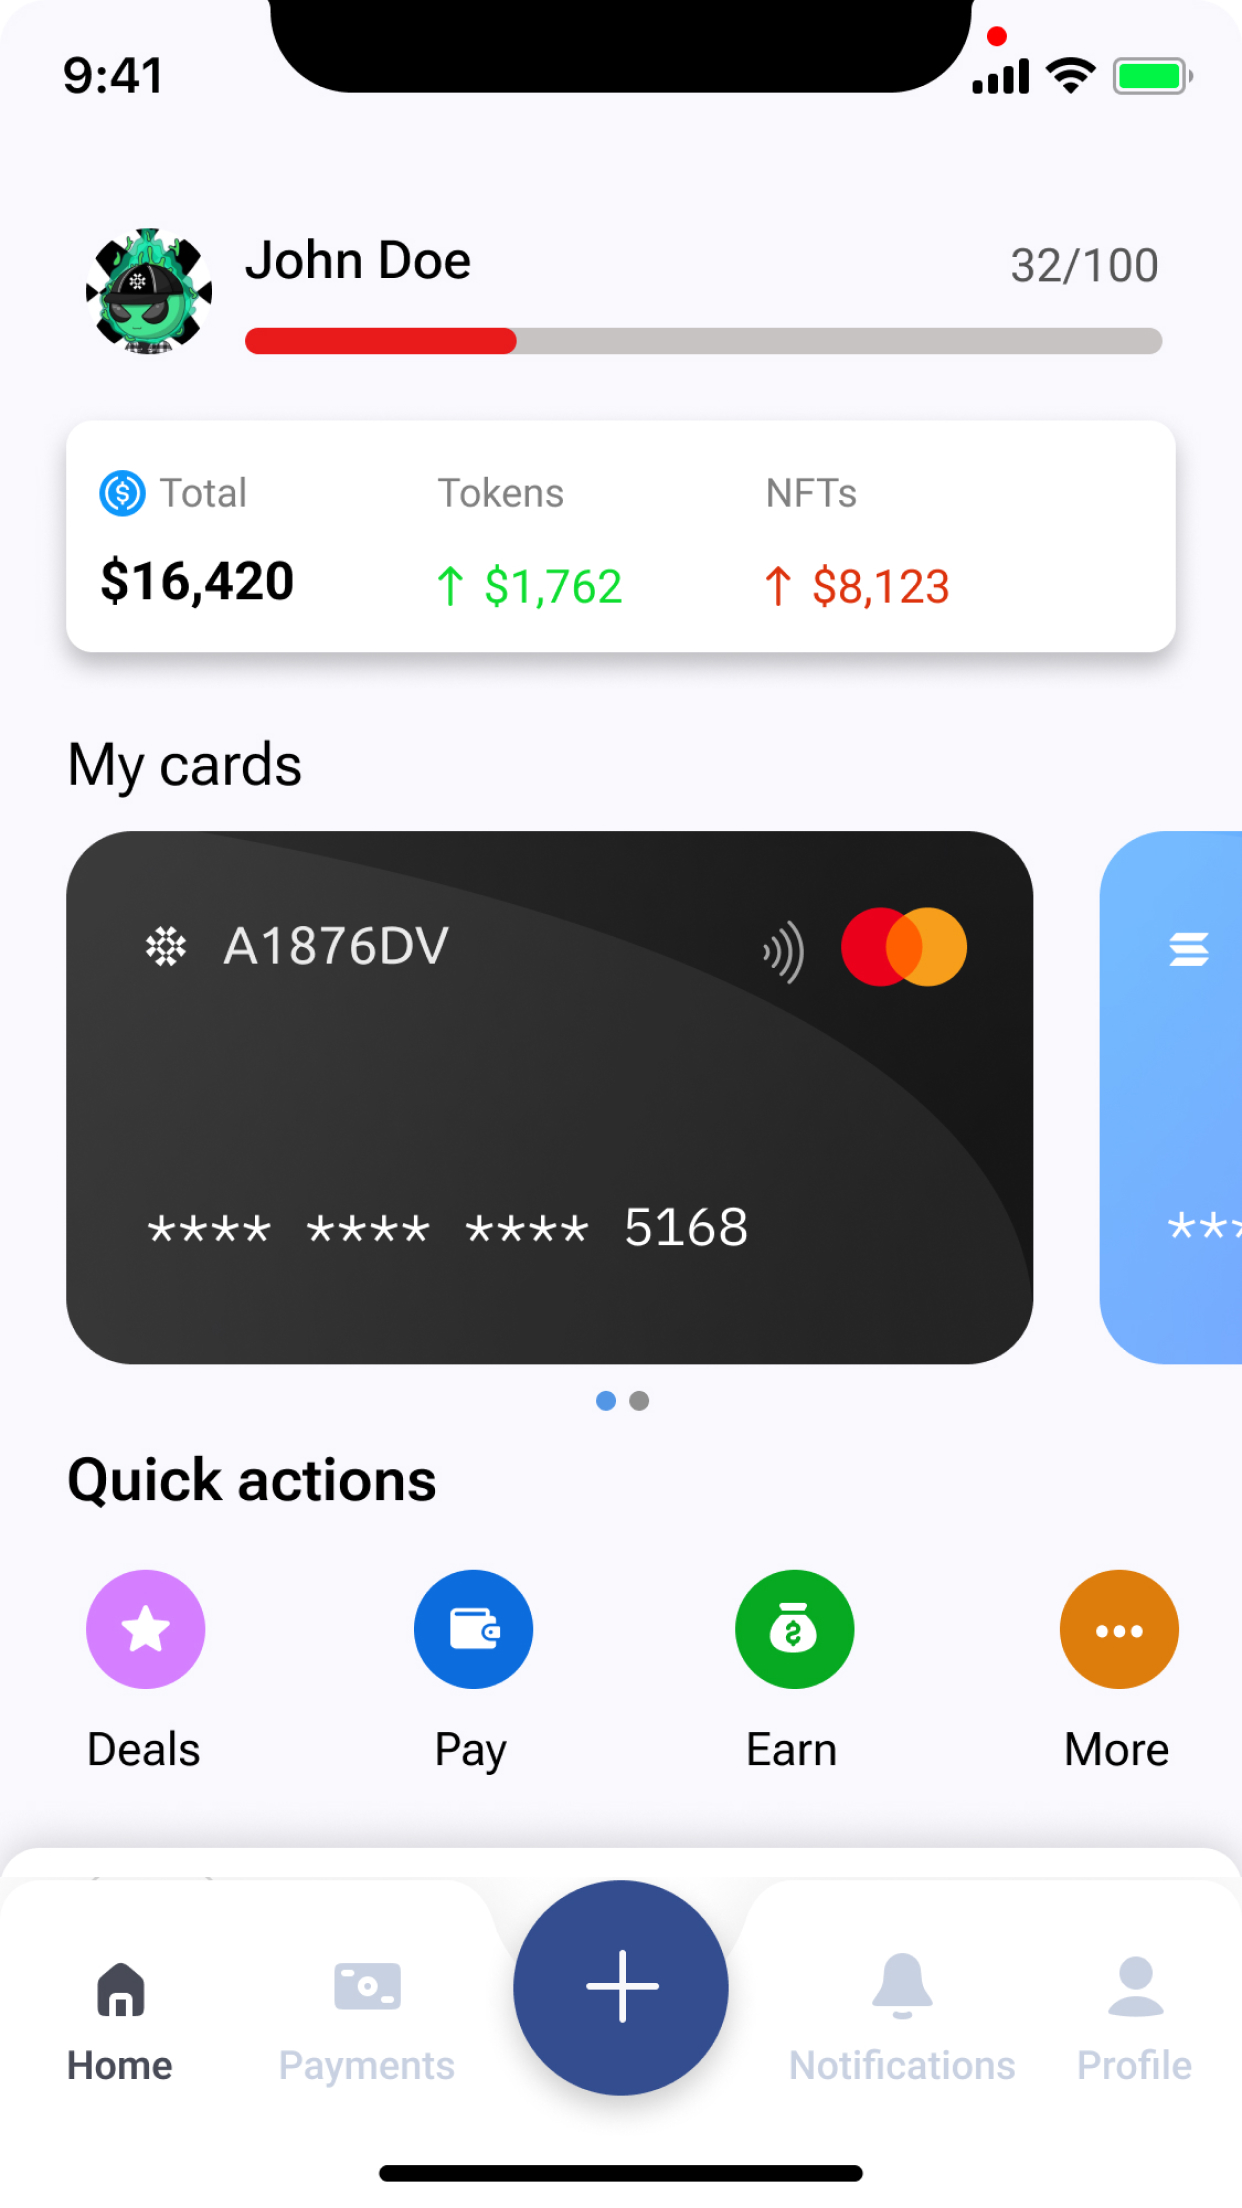 9:41
John Doe
32/100
Total Tokens NFTs
$16,420 ↑ $1,762 ↑ $8,123
My cards
A1876DV
**** **** **** 5168 ***
Quick actions
Deals Pay Earn More
Home Payments Notifications Profile